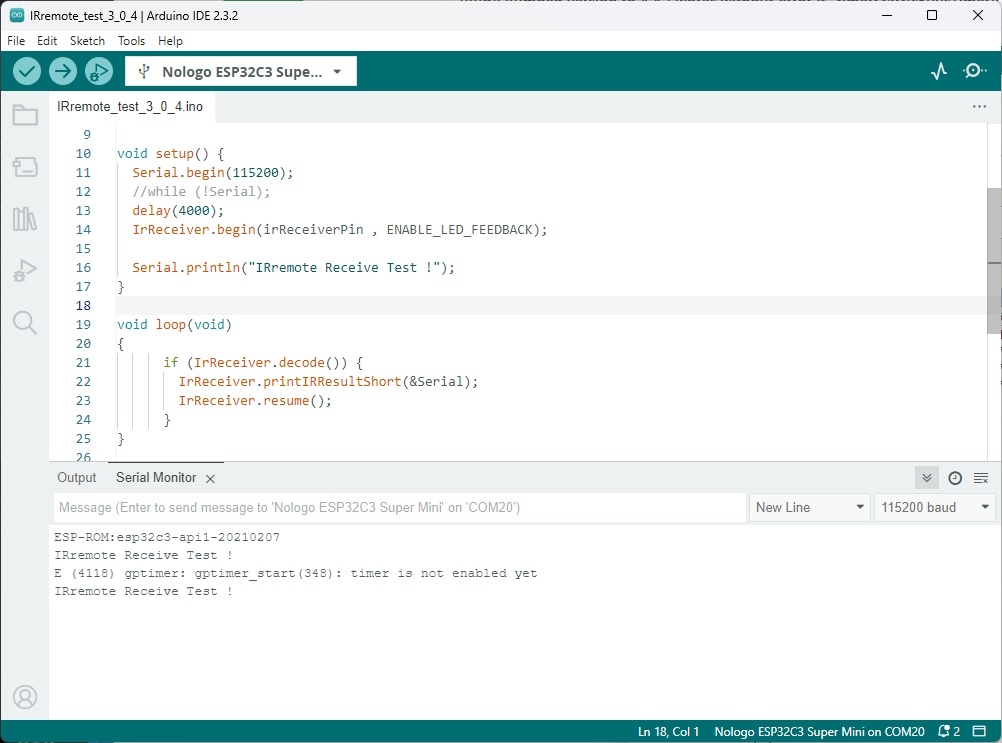 IRremote_test_3_0_4 | Arduino IDE 2.3.2
File Edit Sketch Tools Help
Nologo ESP32C3 Supe...
IRremote_test_3_0_4.ino
9
10 void setup() {
11 Serial.begin(115200);
12 //while (!Serial);
13 delay(4000);
14 IrReceiver.begin(irReceiverPin , ENABLE_LED_FEEDBACK);
15
16 Serial.println("IRremote Receive Test !");
17 }
18
19 void loop(void)
20 {
21 if (IrReceiver.decode()) {
22 IrReceiver.printIRResultShort(&Serial);
23 IrReceiver.resume();
24 }
25 }
26
Output Serial Monitor
Message (Enter to send message to 'Nologo ESP32C3 Super Mini' on 'COM20') New Line 115200 baud
ESP-ROM:esp32c3-api1-20210207
IRremote Receive Test !
E (4118) gptimer: gptimer_start(348): timer is not enabled yet
IRremote Receive Test !
Ln 18, Col 1 Nologo ESP32C3 Super Mini on COM20 2